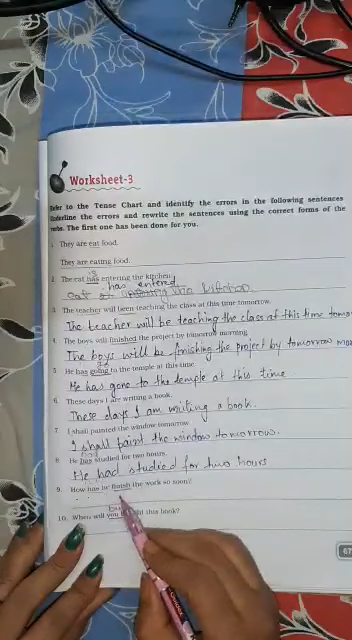 Worksheet-3
Refer to the Tense Chart and identify the errors in the following sentences
Underline the errors and rewrite the sentences using the correct forms of the
verbs. The first one has been done for you.
1. They are eat food.
They are eating food.
is
2. The cat has entering the kitchen.
has entered
cat the kitchen.
3. The teacher will been teaching the class at this time tomorrow.
The teacher will be teaching the class at this time tomo
4. The boys will finished the project by tomorrow morning.
The boys will be finishing the project by tomorrow mor
5. He has going to the temple at this time.
He has gone to the temple at this time
6. These days I are writing a book.
These days I am writing a book.
7. I shall painted the window tomorrow.
I shall paint the window tomorrow.
8. He has studied for two hours.
He had studied for two hours
9. How has he finish the work so soon?
10. When will you this book?
67